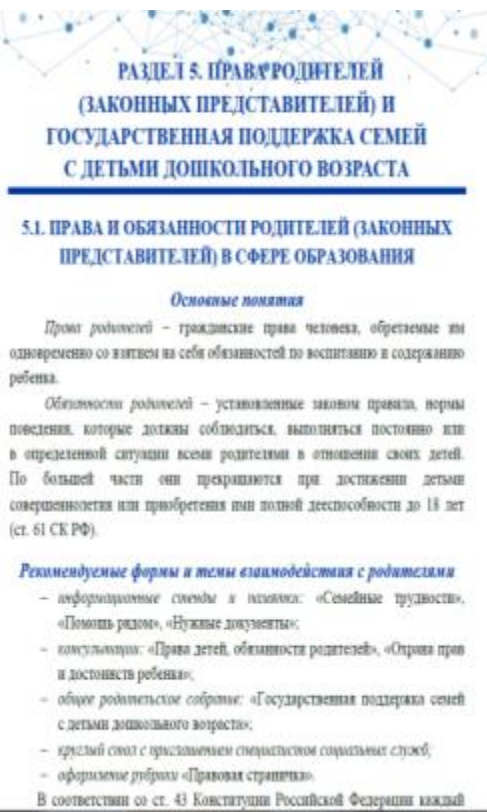 РАЗДЕЛ 5. ПРАВА РОДИТЕЛЕЙ
(ЗАКОННЫХ ПРЕДСТАВИТЕЛЕЙ) И
ГОСУДАРСТВЕННАЯ ПОДДЕРЖКА СЕМЕЙ
С ДЕТЬМИ ДОШКОЛЬНОГО ВОЗРАСТА
5.1. ПРАВА И ОБЯЗАННОСТИ РОДИТЕЛЕЙ (ЗАКОННЫХ
ПРЕДСТАВИТЕЛЕЙ) В СФЕРЕ ОБРАЗОВАНИЯ
Основные понятия
Права родителей – гражданские права человека, обретаемые им
одновременно со взятием на себя обязанностей по воспитанию и содержанию
ребенка.
Обязанности родителей – установленные законом правила, нормы
поведения, которые должны соблюдаться, выполняться постоянно или
в определенной ситуации всеми родителями в отношении своих детей.
По большей части они прекращаются при достижении детьми
совершеннолетия или приобретения ими полной дееспособности до 18 лет
(ст. 61 СК РФ).
Рекомендуемые формы и темы взаимодействия с родителями
– информационные стенды и памятки: «Семейные трудности»,
«Помощь рядом», «Нужные документы»;
– консультации: «Права детей, обязанности родителей», «Охрана прав
и достоинств ребенка»;
– общее родительское собрание: «Государственная поддержка семей
с детьми дошкольного возраста»;
– круглый стол с приглашением специалистов социальных служб;
– оформление рубрики «Правовая страничка».
В соответствии со ст. 43 Конституции Российской Федерации каждый